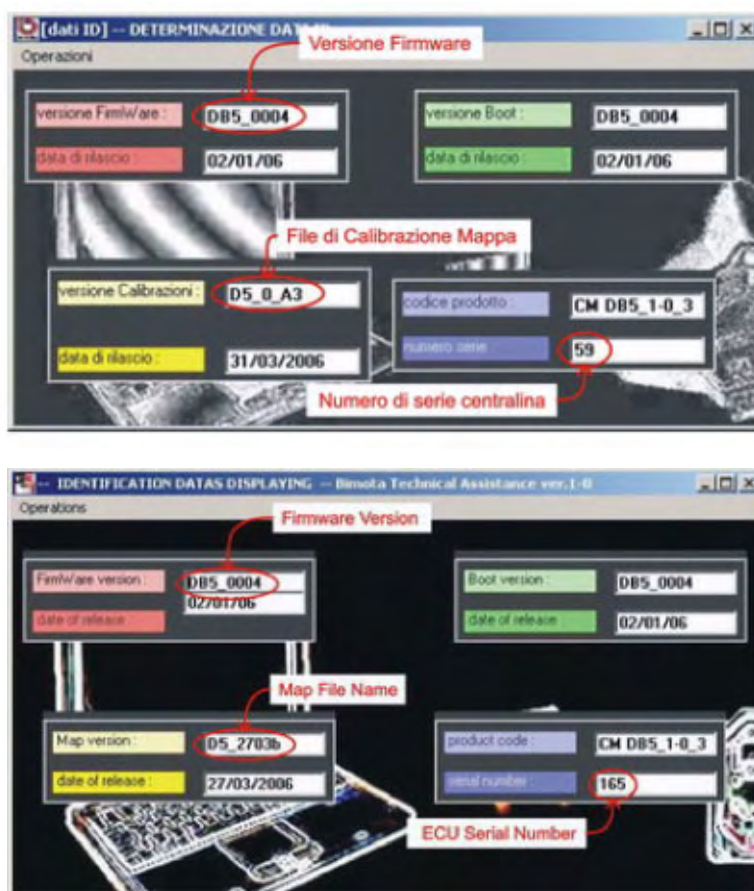 [dati ID] -- DETERMINAZIONE DATI
Versione Firmware
Operazioni
versione FirmWare : DB5_0004
data di rilascio : 02/01/06
versione Boot : DB5_0004
data di rilascio : 02/01/06
File di Calibrazione Mappa
versione Calibrazioni : D5_0_A3
data di rilascio : 31/03/2006
codice prodotto : CM DB5_1-0_3
numero serie : 59
Numero di serie centralina
-- IDENTIFICATION DATAS DISPLAYING -- Bimota Technical Assistance ver.1-0
Operations
Firmware Version
FirmWare version : DB5_0004
date of release 02/01/06
Boot version : DB5_0004
date of release 02/01/06
Map File Name
Map version : D5_2703b
date of release : 27/03/2006
product code : CM DB5_1-0_3
serial number : 165
ECU Serial Number